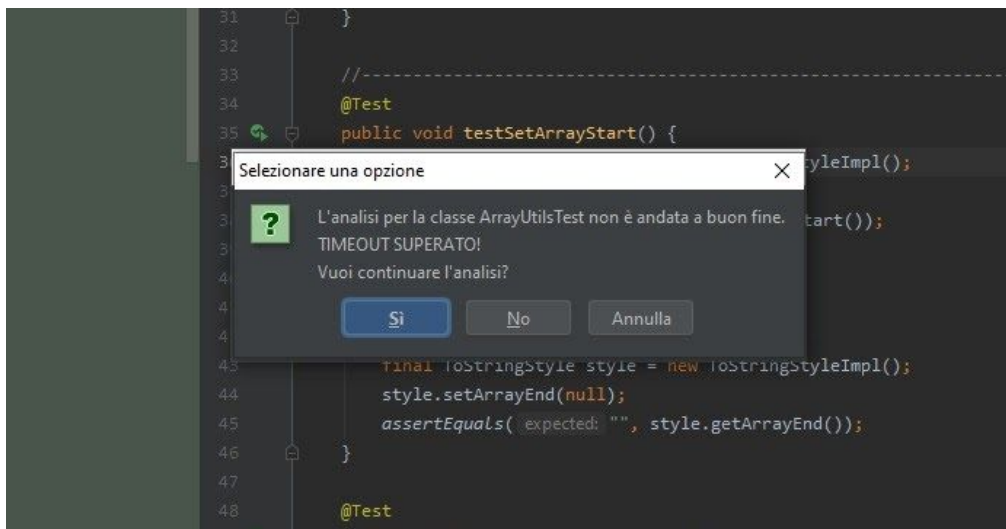 31 }
32
33 //-------------------------------------------------------------------
34 @Test
35 public void testSetArrayStart() {
Selezionare una opzione
yleImpl();
L'analisi per la classe ArrayUtilsTest non è andata a buon fine.
tart());
TIMEOUT SUPERATO!
Vuoi continuare l'analisi?
Sì No Annulla
43 final ToStringStyle style = new ToStringStyleImpl();
44 style.setArrayEnd(null);
45 assertEquals( expected: "", style.getArrayEnd());
46 }
47
48 @Test